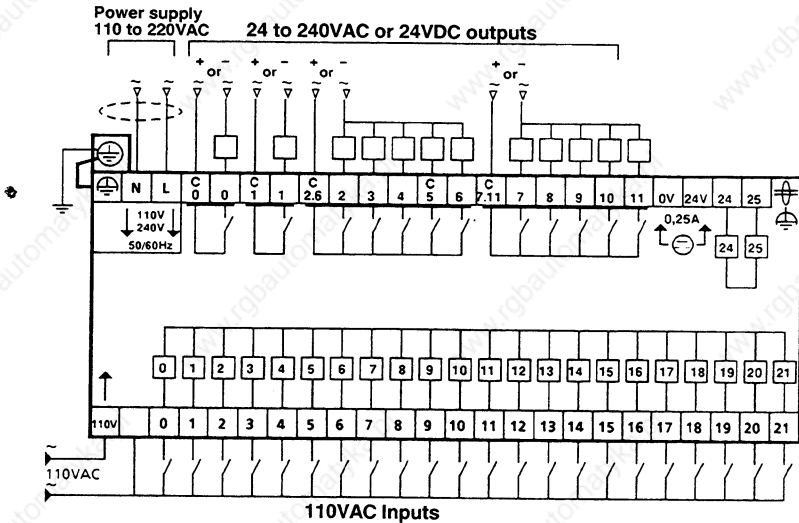 Power supply
110 to 220VAC
24 to 240VAC or 24VDC outputs
+ or - + or - + or - + or -
~ ~ ~ ~ ~ ~ ~ ~ ~ ~
N L C 0 0 C 1 1 C 2.6 2 3 4 C 5 5 6 C 7.11 7 8 9 10 11 0V 24V 24 25
110V
240V
50/60Hz
0,25A
24 25
0 1 2 3 4 5 6 7 8 9 10 11 12 13 14 15 16 17 18 19 20 21
110V 0 1 2 3 4 5 6 7 8 9 10 11 12 13 14 15 16 17 18 19 20 21
~
110VAC
~
110VAC Inputs
www.rgbautomatyka.com